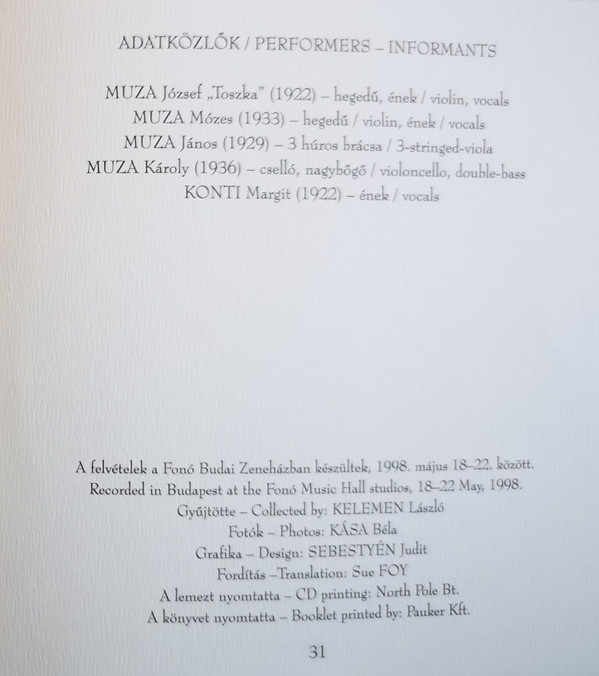 ADATKÖZLŐK / PERFORMERS – INFORMANTS
MUZA József „Toszka” (1922) – hegedű, ének / violin, vocals
MUZA Mózes (1933) – hegedű / violin, ének / vocals
MUZA János (1929) – 3 húros brácsa / 3-stringed-viola
MUZA Károly (1936) – cselló, nagybőgő / violoncello, double-bass
KONTI Margit (1922) – ének / vocals
A felvételek a Fonó Budai Zeneházban készültek, 1998. május 18–22. között.
Recorded in Budapest at the Fonó Music Hall studios, 18–22 May, 1998.
Gyűjtötte – Collected by: KELEMEN László
Fotók – Photos: KÁSA Béla
Grafika – Design: SEBESTYÉN Judit
Fordítás –Translation: Sue FOY
A lemezt nyomtatta – CD printing: North Pole Bt.
A könyvet nyomtatta – Booklet printed by: Pauker Kft.
31